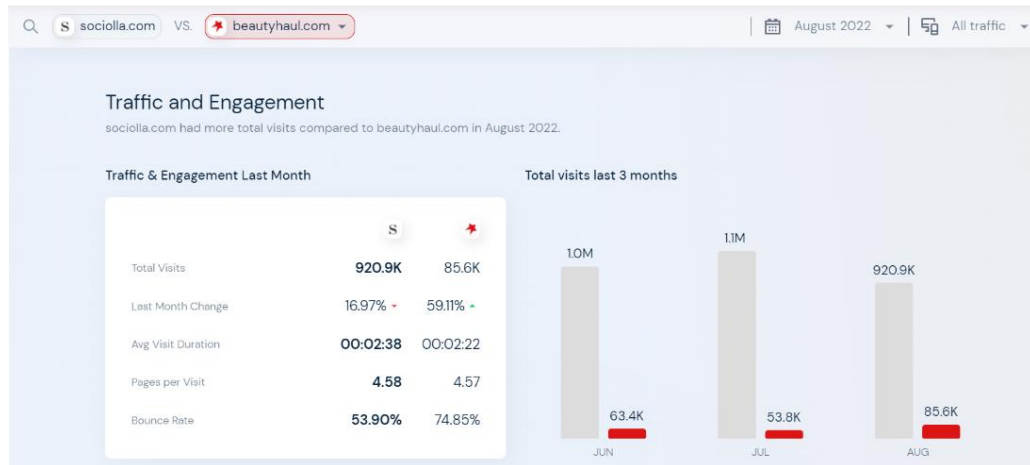 S sociolla.com VS. beautyhaul.com August 2022 All traffic
Traffic and Engagement
sociolla.com had more total visits compared to beautyhaul.com in August 2022.
Traffic & Engagement Last Month
S
Total Visits 920.9K 85.6K
Last Month Change 16.97% 59.11%
Avg Visit Duration 00:02:38 00:02:22
Pages per Visit 4.58 4.57
Bounce Rate 53.90% 74.85%
Total visits last 3 months
1.0M 1.1M 920.9K
63.4K 53.8K 85.6K
JUN JUL AUG